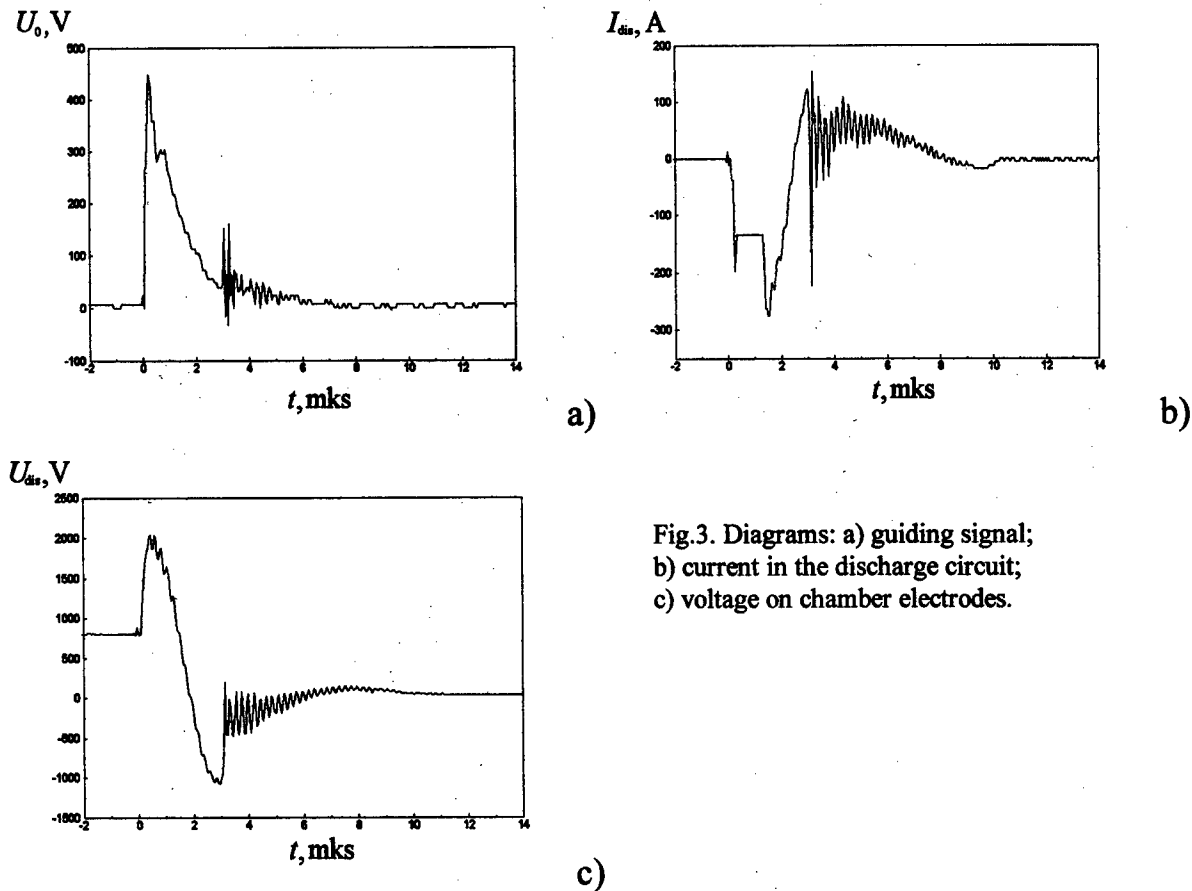 U₀,V
500
400
300
200
100
0
-100
-2 0 2 4 6 8 10 12 14
t,mks
a)
I_dis, A
200
100
0
-100
-200
-300
-2 0 2 4 6 8 10 12 14
t,mks
b)
U_dis, V
2500
2000
1500
1000
500
0
-500
-1000
-1500
-2 0 2 4 6 8 10 12 14
t,mks
c)
Fig.3. Diagrams: a) guiding signal;
b) current in the discharge circuit;
c) voltage on chamber electrodes.